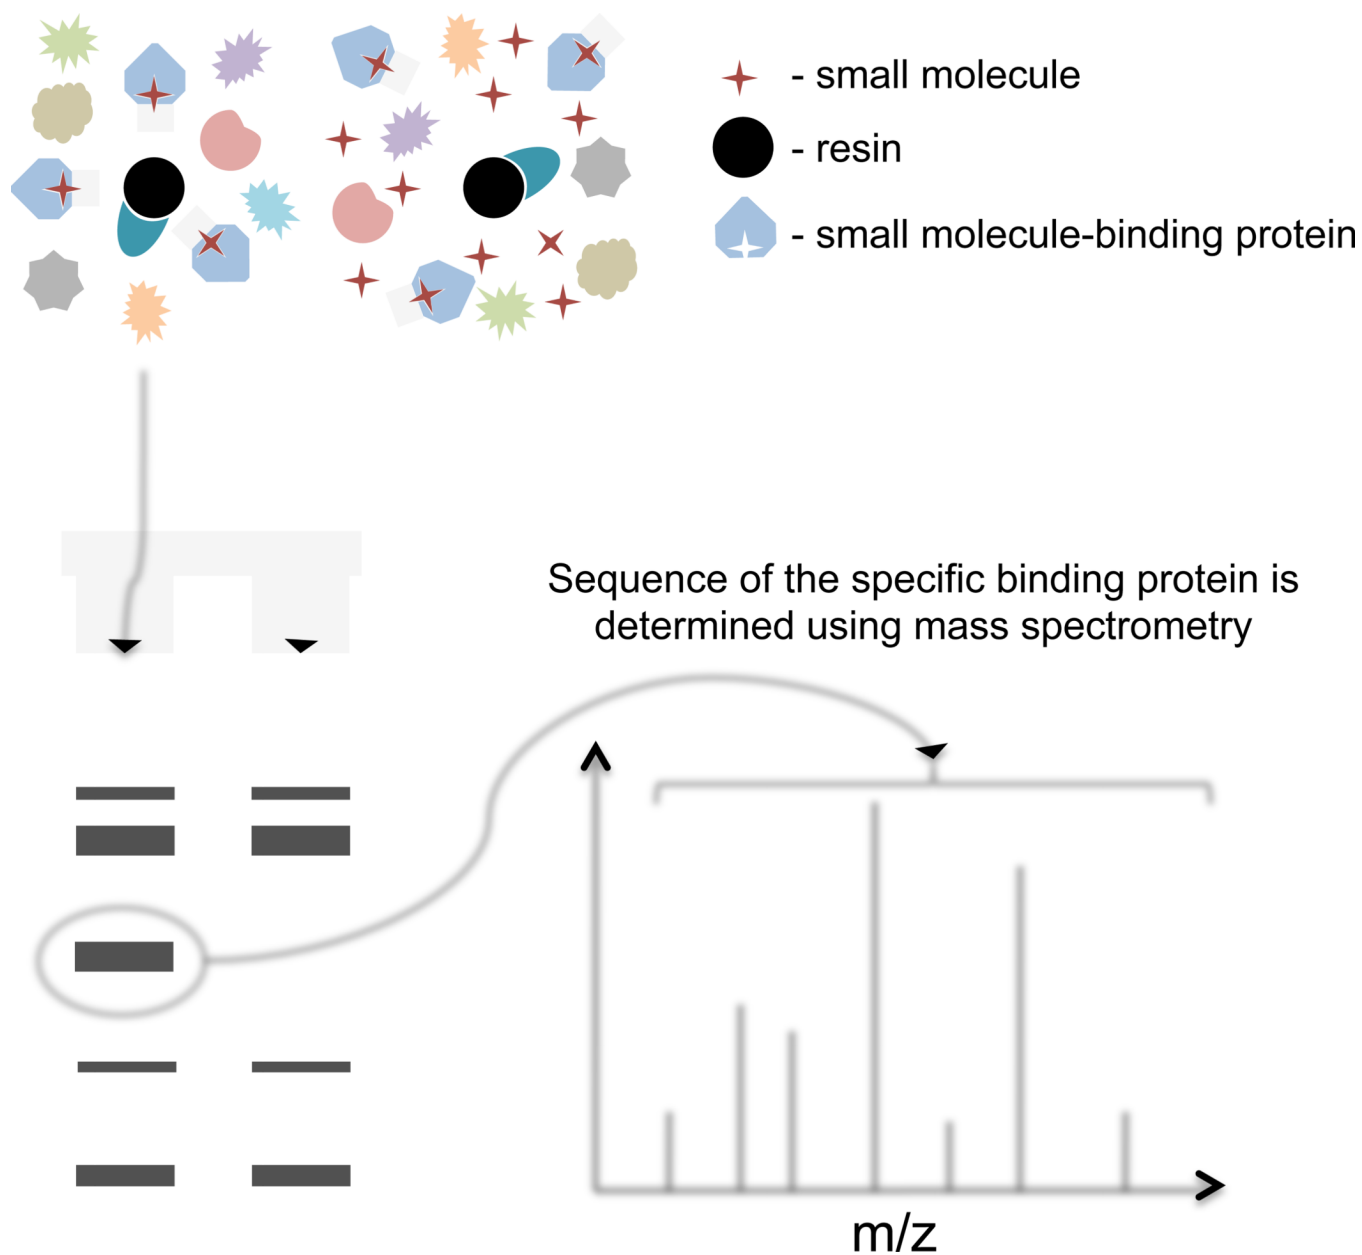 - small molecule
- resin
- small molecule-binding protein
Sequence of the specific binding protein is
determined using mass spectrometry
m/z